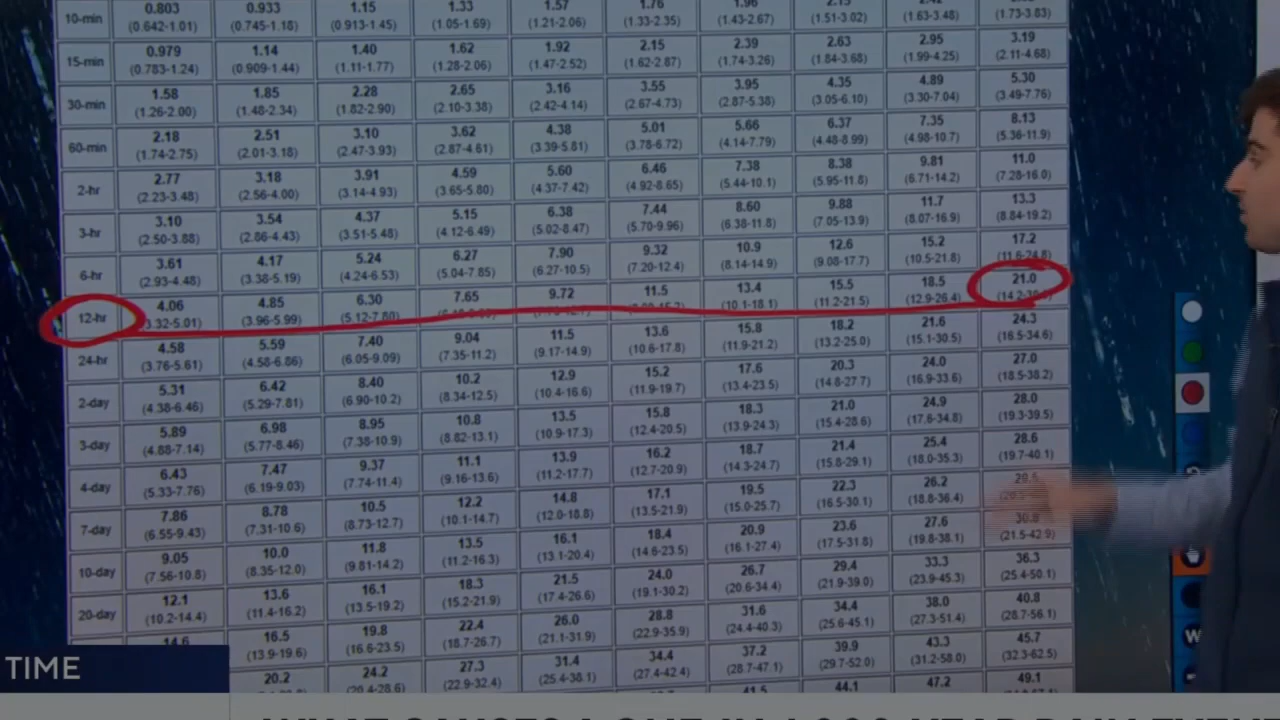 0.803 0.933 1.15 1.33 1.57 1.76 1.96
10-min
(0.642-1.01) (0.745-1.18) (0.913-1.45) (1.05-1.69) (1.21-2.06) (1.33-2.35) (1.43-2.67) (1.51-3.02) (1.63-3.48) (1.73-3.83)
0.979 1.14 1.40 1.62 1.92 2.15 2.39 2.63 2.95 3.19
15-min
(0.783-1.24) (0.909-1.44) (1.11-1.77) (1.28-2.06) (1.47-2.52) (1.62-2.87) (1.74-3.26) (1.84-3.68) (1.99-4.25) (2.11-4.68)
1.58 1.85 2.28 2.65 3.16 3.55 3.95 4.35 4.89 5.30
30-min
(1.26-2.00) (1.48-2.34) (1.82-2.90) (2.10-3.38) (2.42-4.14) (2.67-4.73) (2.87-5.38) (3.05-6.10) (3.30-7.04) (3.49-7.76)
2.18 2.51 3.10 3.62 4.38 5.01 5.66 6.37 7.35 8.13
60-min
(1.74-2.75) (2.01-3.18) (2.47-3.93) (2.87-4.61) (3.39-5.81) (3.78-6.72) (4.14-7.79) (4.48-8.99) (4.98-10.7) (5.36-11.9)
2.77 3.18 3.91 4.59 5.60 6.46 7.38 8.38 9.81 11.0
2-hr
(2.23-3.48) (2.56-4.00) (3.14-4.93) (3.65-5.80) (4.37-7.42) (4.92-8.65) (5.44-10.1) (5.95-11.8) (6.71-14.2) (7.28-16.0)
3.10 3.54 4.37 5.15 6.38 7.44 8.60 9.88 11.7 13.3
3-hr
(2.50-3.88) (2.86-4.43) (3.51-5.48) (4.12-6.49) (5.02-8.47) (5.70-9.96) (6.38-11.8) (7.05-13.9) (8.07-16.9) (8.84-19.2)
3.61 4.17 5.24 6.27 7.90 9.32 10.9 12.6 15.2 17.2
6-hr
(2.93-4.48) (3.38-5.19) (4.24-6.53) (5.04-7.85) (6.27-10.5) (7.20-12.4) (8.14-14.9) (9.08-17.7) (10.5-21.8) (11.6-24.8)
4.06 4.85 6.30 7.65 9.72 11.5 13.4 15.5 18.5 21.0
12-hr
(3.32-5.01) (3.96-5.99) (5.12-7.80) (10.1-18.1) (11.2-21.5) (12.9-26.4)
4.58 5.59 7.40 9.04 11.5 13.6 15.8 18.2 21.6 24.3
24-hr
(3.76-5.61) (4.58-6.86) (6.05-9.09) (7.35-11.2) (9.17-14.9) (10.6-17.8) (11.9-21.2) (13.2-25.0) (15.1-30.5) (16.5-34.6)
5.31 6.42 8.40 10.2 12.9 15.2 17.6 20.3 24.0 27.0
2-day
(4.38-6.46) (5.29-7.81) (6.90-10.2) (8.34-12.5) (10.4-16.6) (11.9-19.7) (13.4-23.5) (14.8-27.7) (16.9-33.6) (18.5-38.2)
5.89 6.98 8.95 10.8 13.5 15.8 18.3 21.0 24.9 28.0
3-day
(4.88-7.14) (5.77-8.46) (7.38-10.9) (8.82-13.1) (10.9-17.3) (12.4-20.5) (13.9-24.3) (15.4-28.6) (17.6-34.8) (19.3-39.5)
6.43 7.47 9.37 11.1 13.9 16.2 18.7 21.4 25.4 28.6
4-day
(5.33-7.76) (6.19-9.03) (7.74-11.4) (9.16-13.6) (11.2-17.7) (12.7-20.9) (14.3-24.7) (15.8-29.1) (18.0-35.3) (19.7-40.1)
7.86 8.78 10.5 12.2 14.8 17.1 19.5 22.3 26.2
7-day
(6.55-9.43) (7.31-10.6) (8.73-12.7) (10.1-14.7) (12.0-18.8) (13.5-21.9) (15.0-25.7) (16.5-30.1) (18.8-36.4)
9.05 10.0 11.8 13.5 16.1 18.4 20.9 23.6 27.6 30.8
10-day
(7.56-10.8) (8.35-12.0) (9.81-14.2) (11.2-16.3) (13.1-20.4) (14.6-23.5) (16.1-27.4) (17.5-31.8) (19.8-38.1) (21.5-42.9)
12.1 13.6 16.1 18.3 21.5 24.0 26.7 29.4 33.3 36.3
20-day
(10.2-14.4) (11.4-16.2) (13.5-19.2) (15.2-21.9) (17.4-26.6) (19.1-30.2) (20.6-34.4) (21.9-39.0) (23.9-45.3) (25.4-50.1)
14.6 16.5 19.8 22.4 26.0 28.8 31.6 34.4 38.0 40.8
(13.9-19.6) (16.6-23.5) (18.7-26.7) (21.1-31.9) (22.9-35.9) (24.4-40.3) (25.6-45.1) (27.3-51.4) (28.7-56.1)
20.2 24.2 27.3 31.4 34.4 37.2 39.9 43.3 45.7
(20.4-28.6) (22.9-32.4) (25.4-38.1) (27.4-42.4) (28.7-47.1) (29.7-52.0) (31.2-58.0) (32.3-62.5)
41.5 44.1 47.2 49.1
W
TIME